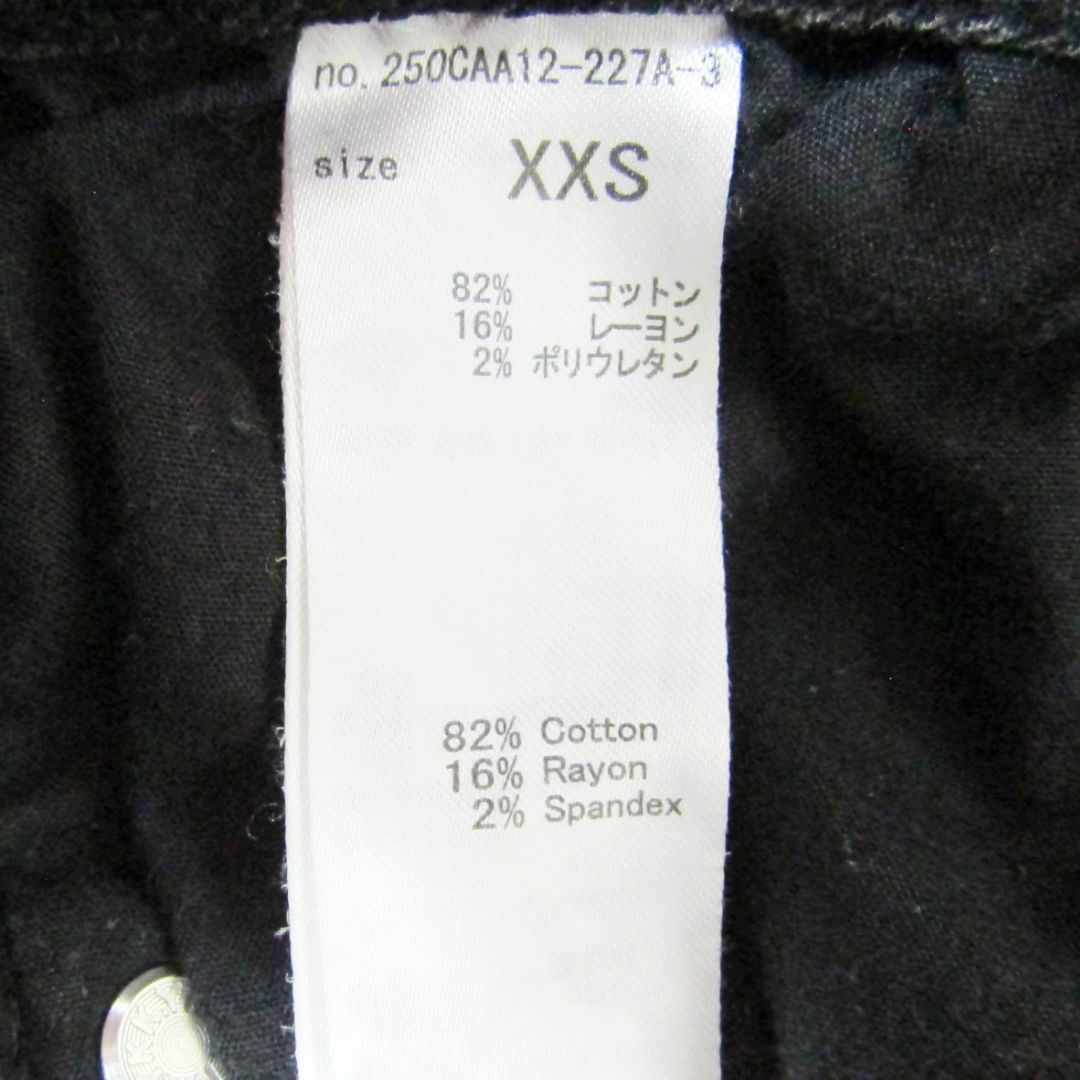 no. 250CAA12-227A-3
size XXS
82% コットン
16% レーヨン
2% ポリウレタン
82% Cotton
16% Rayon
2% Spandex